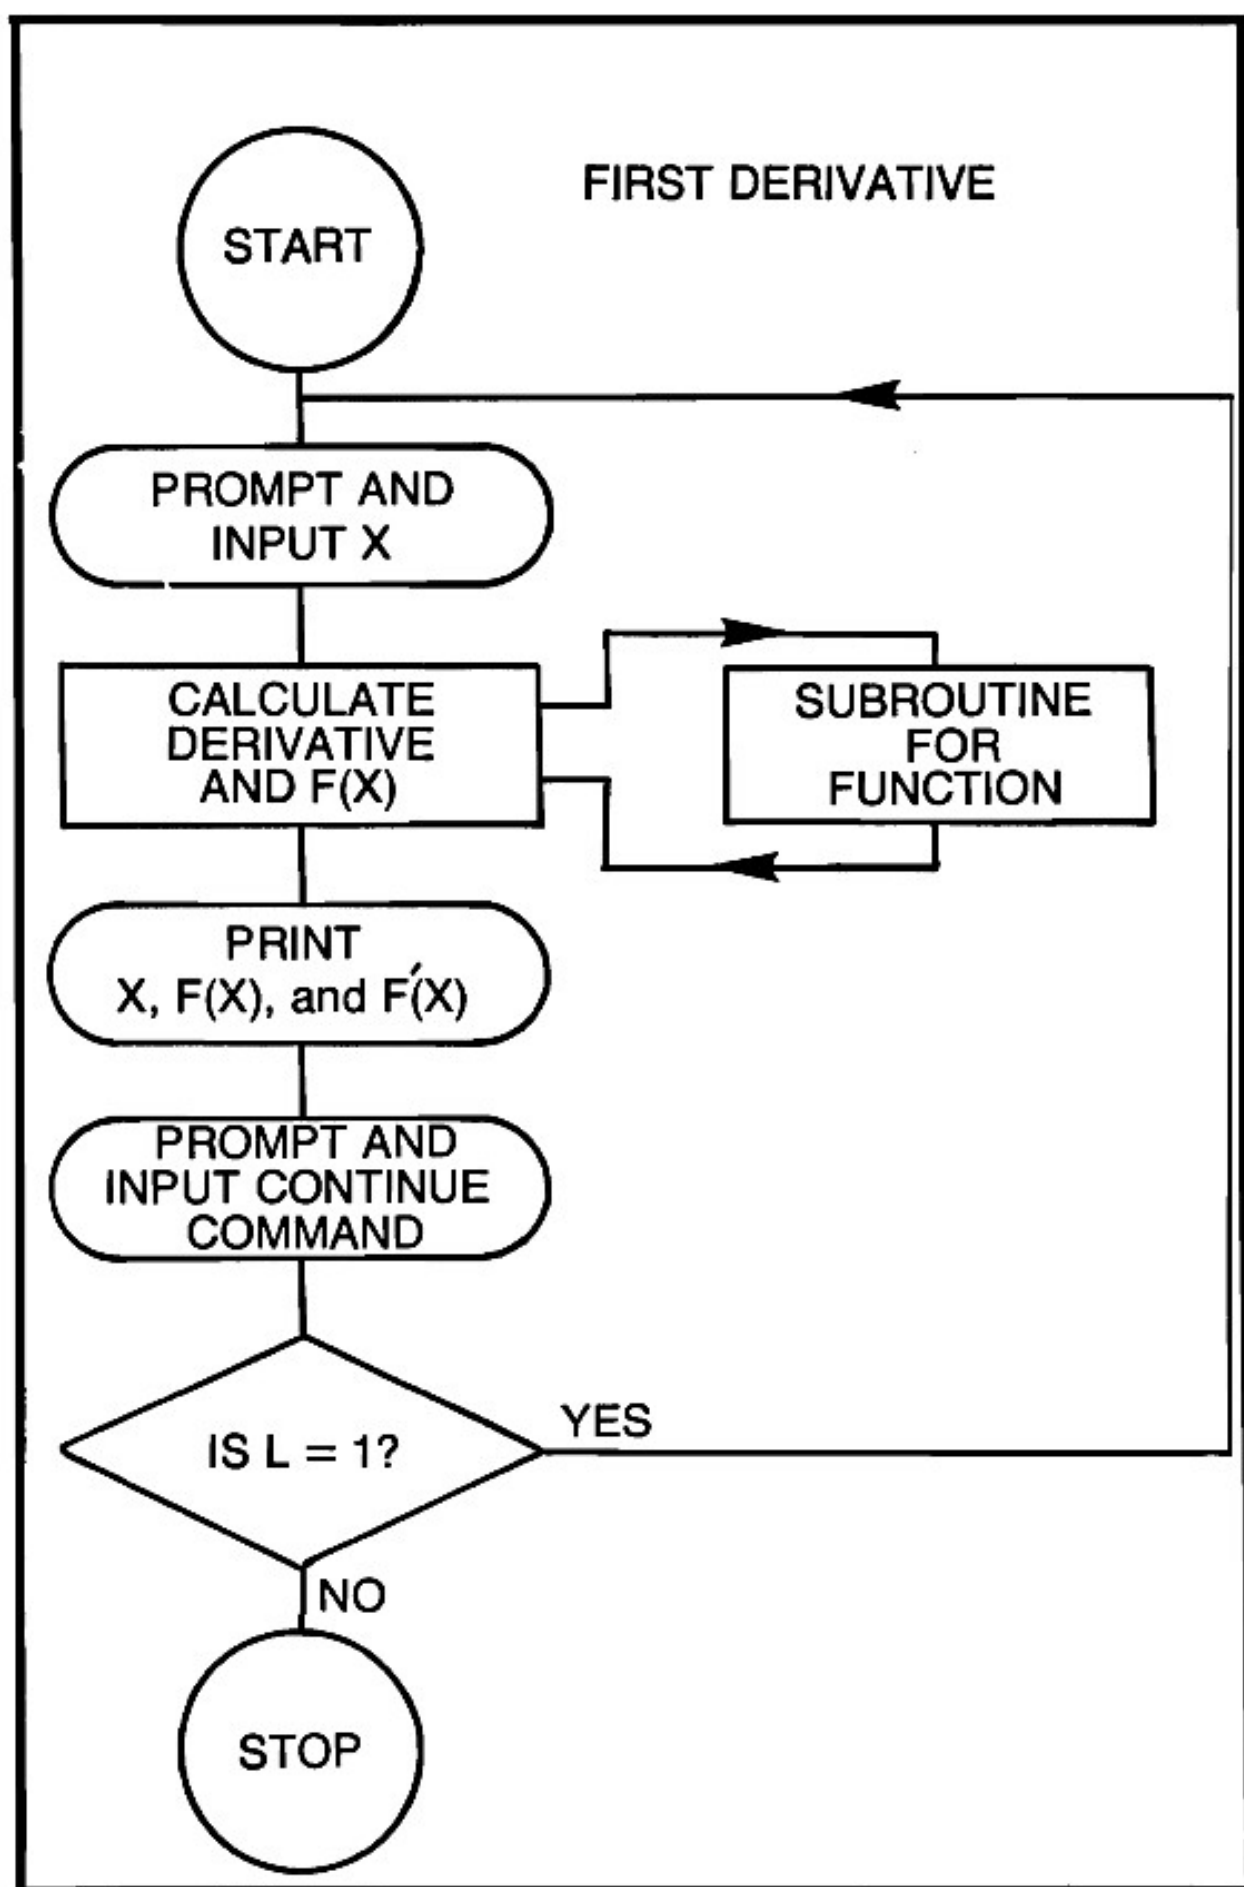 FIRST DERIVATIVE
START
PROMPT AND
INPUT X
CALCULATE
DERIVATIVE
AND F(X)
SUBROUTINE
FOR
FUNCTION
PRINT
X, F(X), and F′(X)
PROMPT AND
INPUT CONTINUE
COMMAND
IS L = 1?
YES
NO
STOP